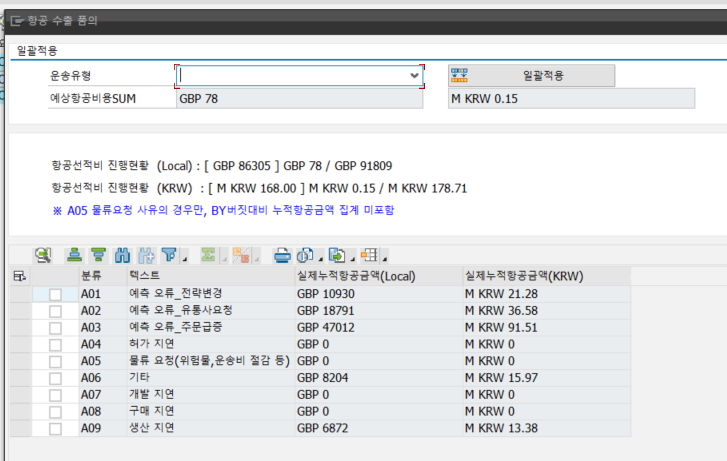 항공 수출 품의
일괄적용
운송유형
일괄적용
예상항공비용SUM GBP 78 M KRW 0.15
항공선적비 진행현황 (Local) : [ GBP 86305 ] GBP 78 / GBP 91809
항공선적비 진행현황 (KRW) : [ M KRW 168.00 ] M KRW 0.15 / M KRW 178.71
※ A05 물류요청 사유의 경우만, BY버짓대비 누적항공금액 집계 미포함
분류 텍스트 실제누적항공금액(Local) 실제누적항공금액(KRW)
A01 예측 오류_전략변경 GBP 10930 M KRW 21.28
A02 예측 오류_유통사요청 GBP 18791 M KRW 36.58
A03 예측 오류_주문급증 GBP 47012 M KRW 91.51
A04 허가 지연 GBP 0 M KRW 0
A05 물류 요청(위험물,운송비 절감 등) GBP 0 M KRW 0
A06 기타 GBP 8204 M KRW 15.97
A07 개발 지연 GBP 0 M KRW 0
A08 구매 지연 GBP 0 M KRW 0
A09 생산 지연 GBP 6872 M KRW 13.38